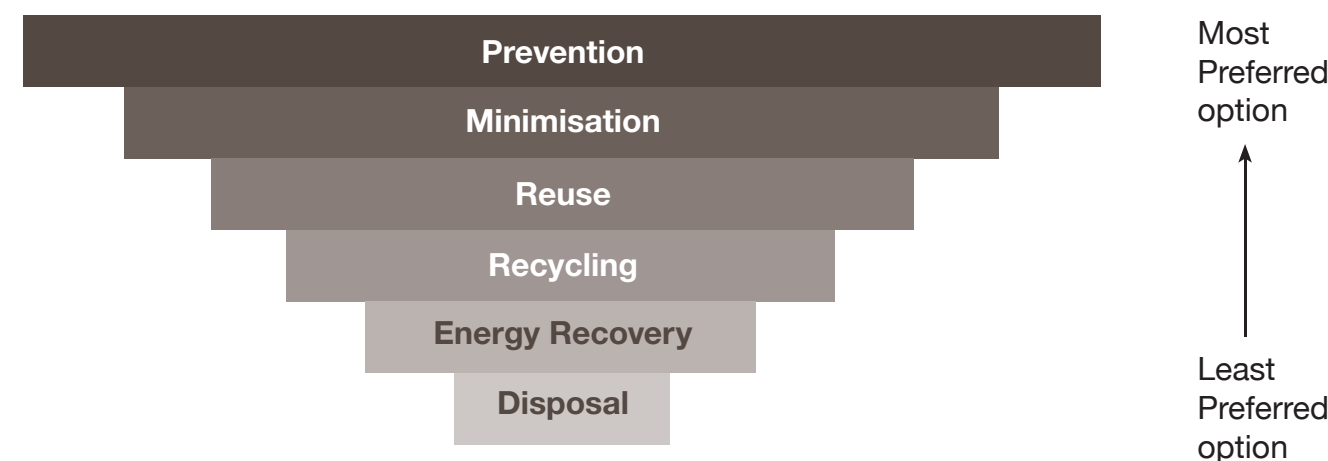 Prevention
Minimisation
Reuse
Recycling
Energy Recovery
Disposal
Most
Preferred
option
Least
Preferred
option